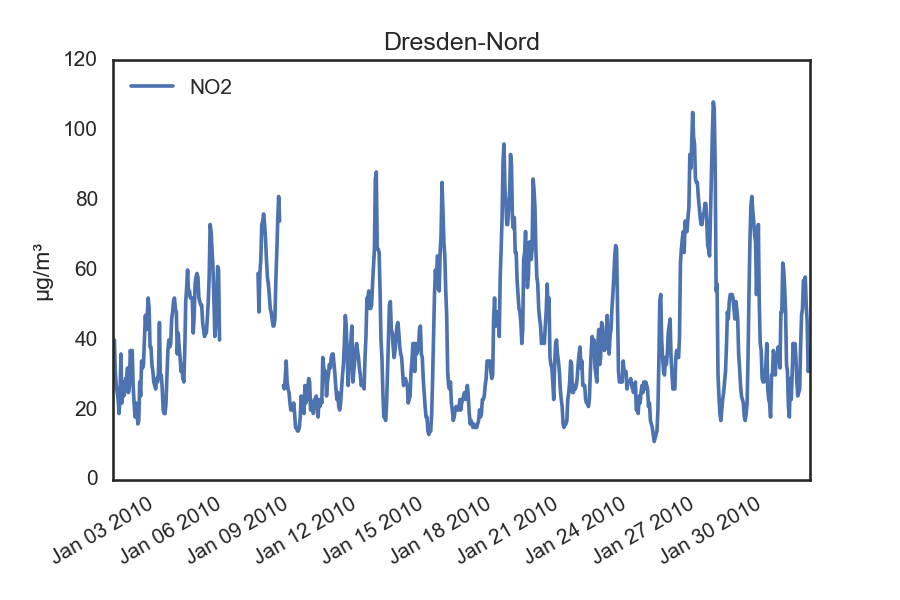 Dresden-Nord
NO2
µg/m³
120
100
80
60
40
20
0
Jan 03 2010
Jan 06 2010
Jan 09 2010
Jan 12 2010
Jan 15 2010
Jan 18 2010
Jan 21 2010
Jan 24 2010
Jan 27 2010
Jan 30 2010